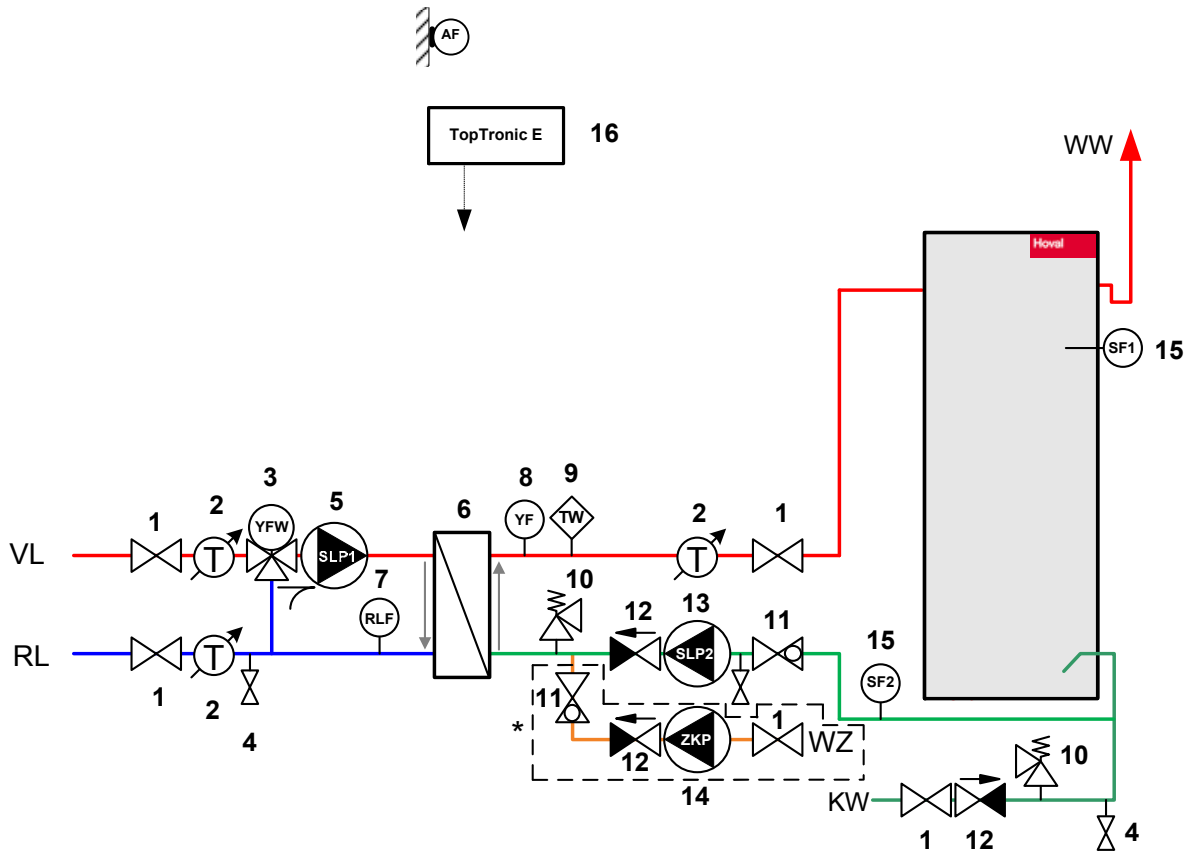 AF
TopTronic E 16
WW
Hoval
SF1 15
3
2 5 6 8 9
1 2 1
YFW
YF TW
VL T SLP1 T
7 10
12 13 11
RLF 15
RL T SLP2
SF2
1 2 11
4 * 1
ZKP WZ
12 10
14
KW
1 12 4